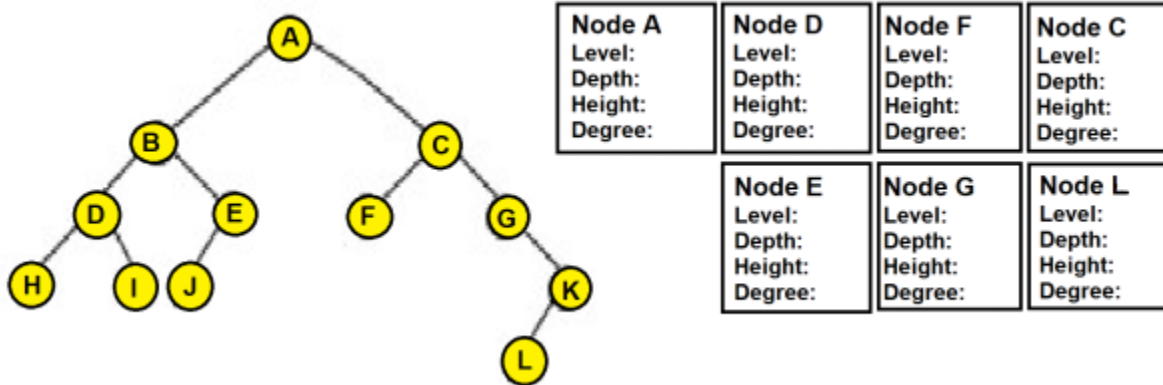 A
B
C
D
E
F
G
H
I
J
K
L
Node A
Level:
Depth:
Height:
Degree:
Node D
Level:
Depth:
Height:
Degree:
Node F
Level:
Depth:
Height:
Degree:
Node C
Level:
Depth:
Height:
Degree:
Node E
Level:
Depth:
Height:
Degree:
Node G
Level:
Depth:
Height:
Degree:
Node L
Level:
Depth:
Height:
Degree: